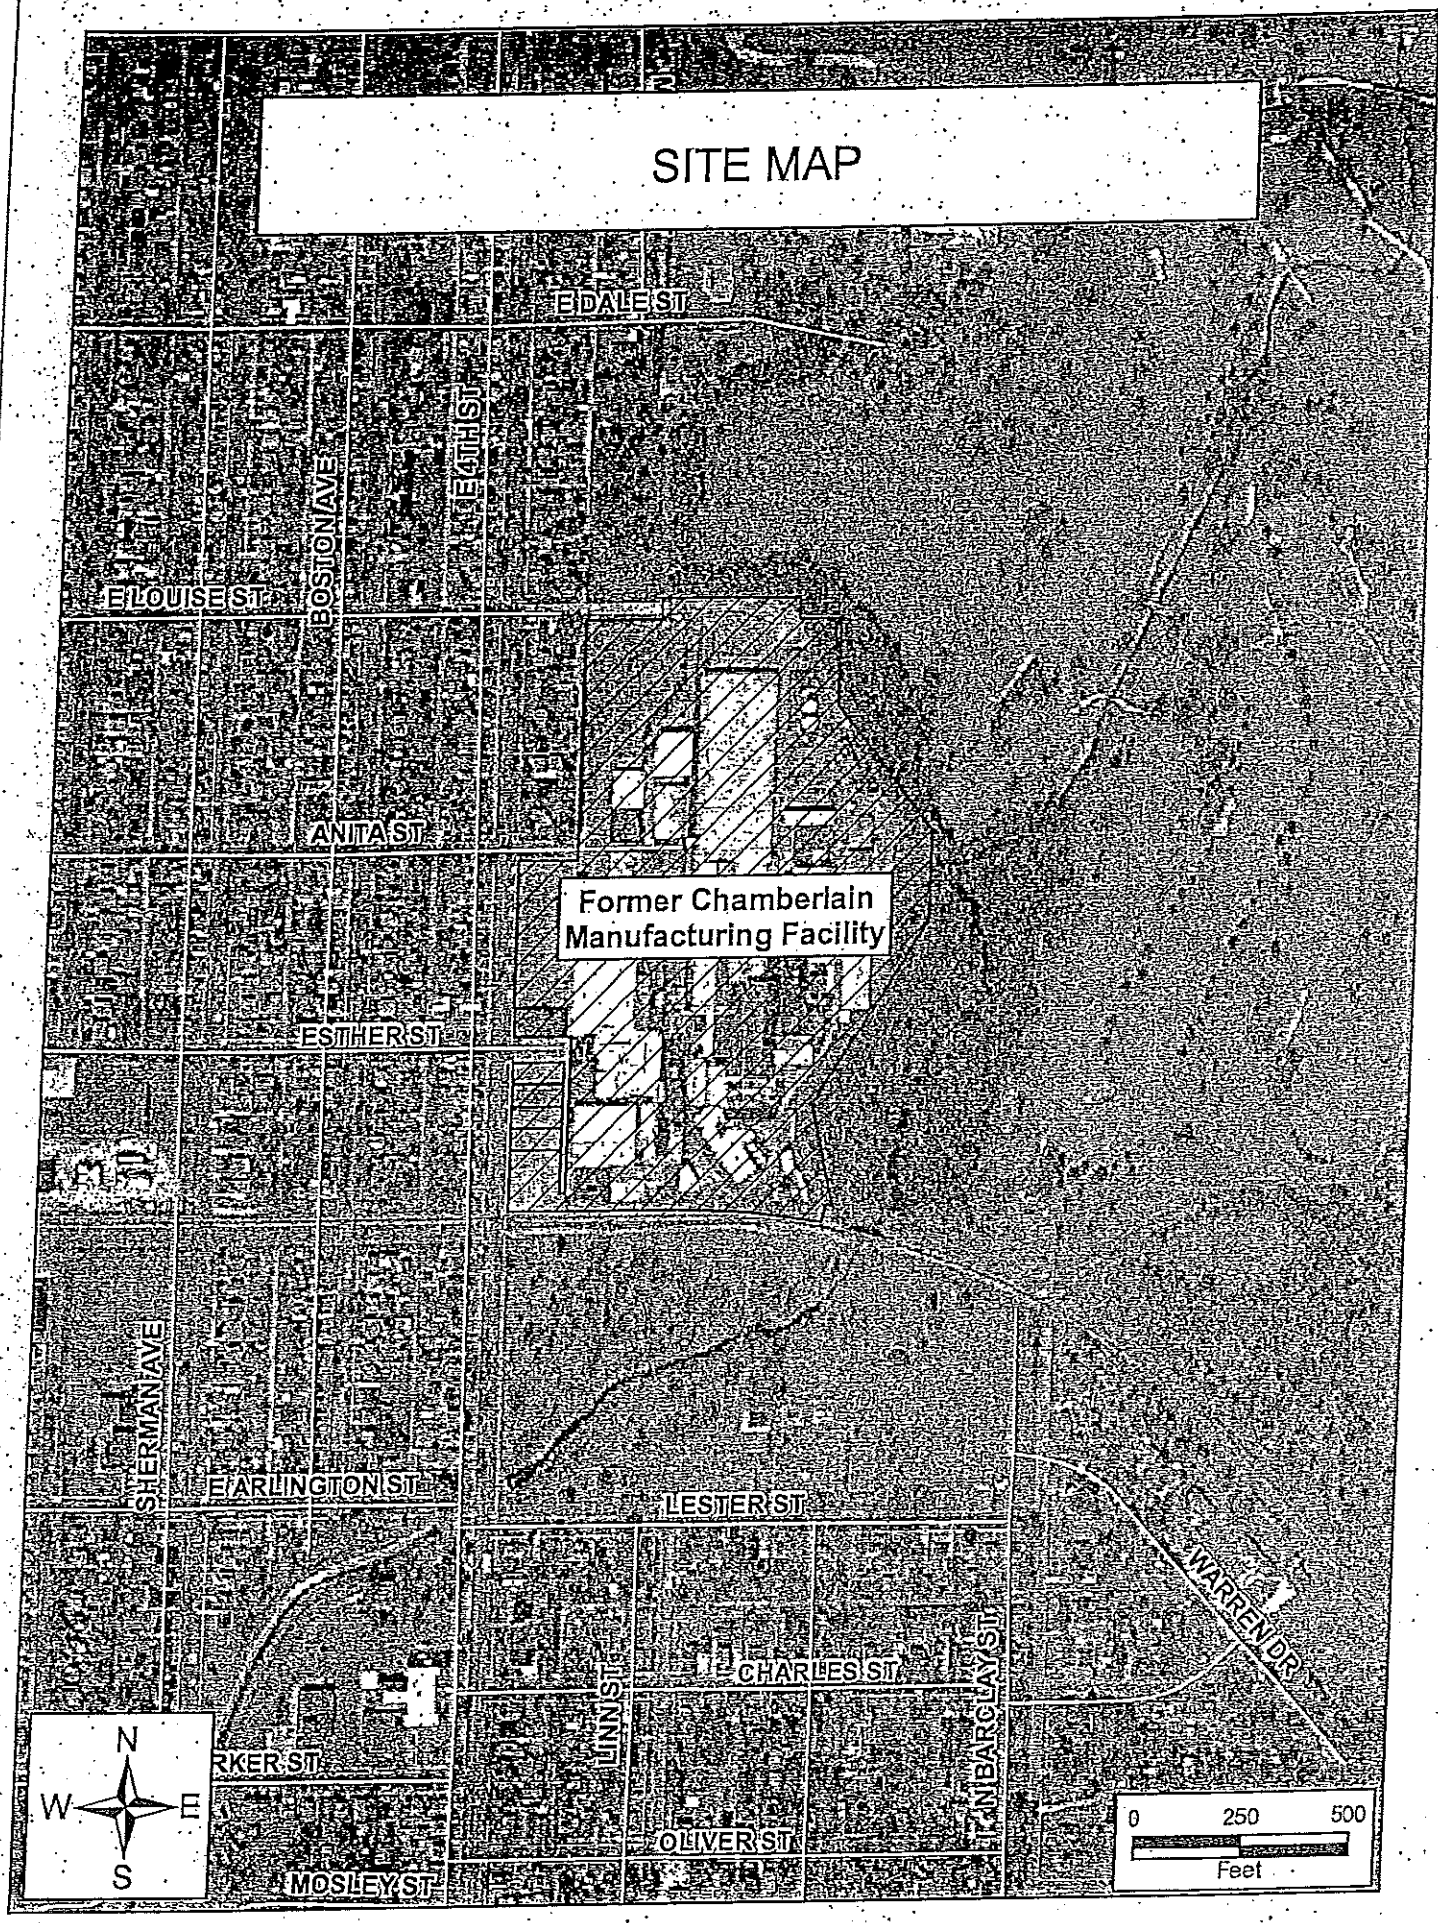 SITE MAP
E DALE ST
E 4TH ST
BOSTON AVE
E LOUISE ST
ANITA ST
Former Chamberlain
Manufacturing Facility
ESTHER ST
SHERMAN AVE
E ARLINGTON ST
LESTER ST
WARREN DR
CHARLES ST
LINN ST
N BARCLAY ST
N
W E
S
RKER ST
0 250 500
Feet
OLIVER ST
MOSLEY ST